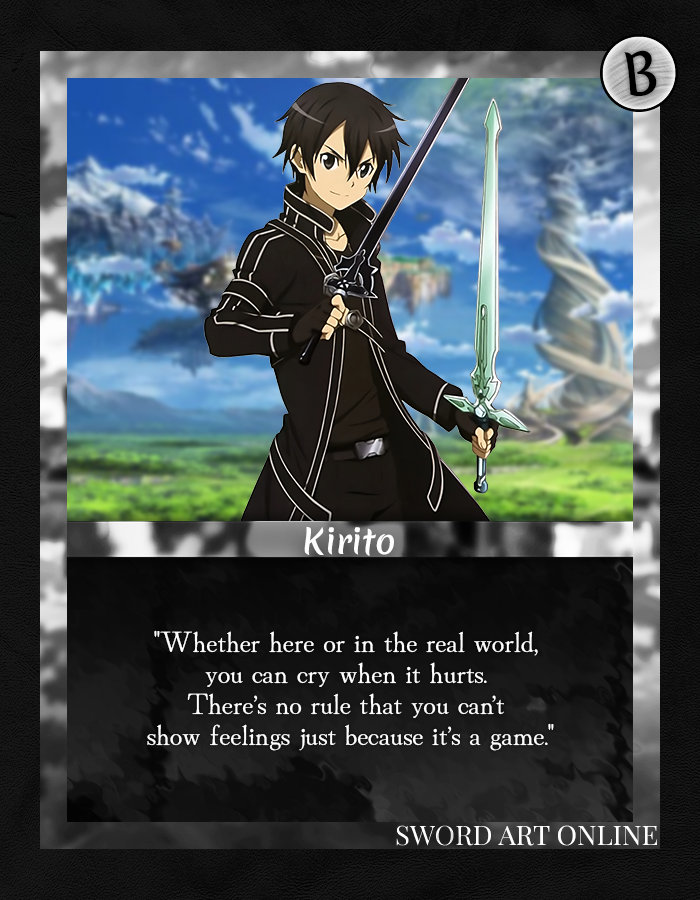 B
Kirito
"Whether here or in the real world,
you can cry when it hurts.
There's no rule that you can't
show feelings just because it's a game."
SWORD ART ONLINE